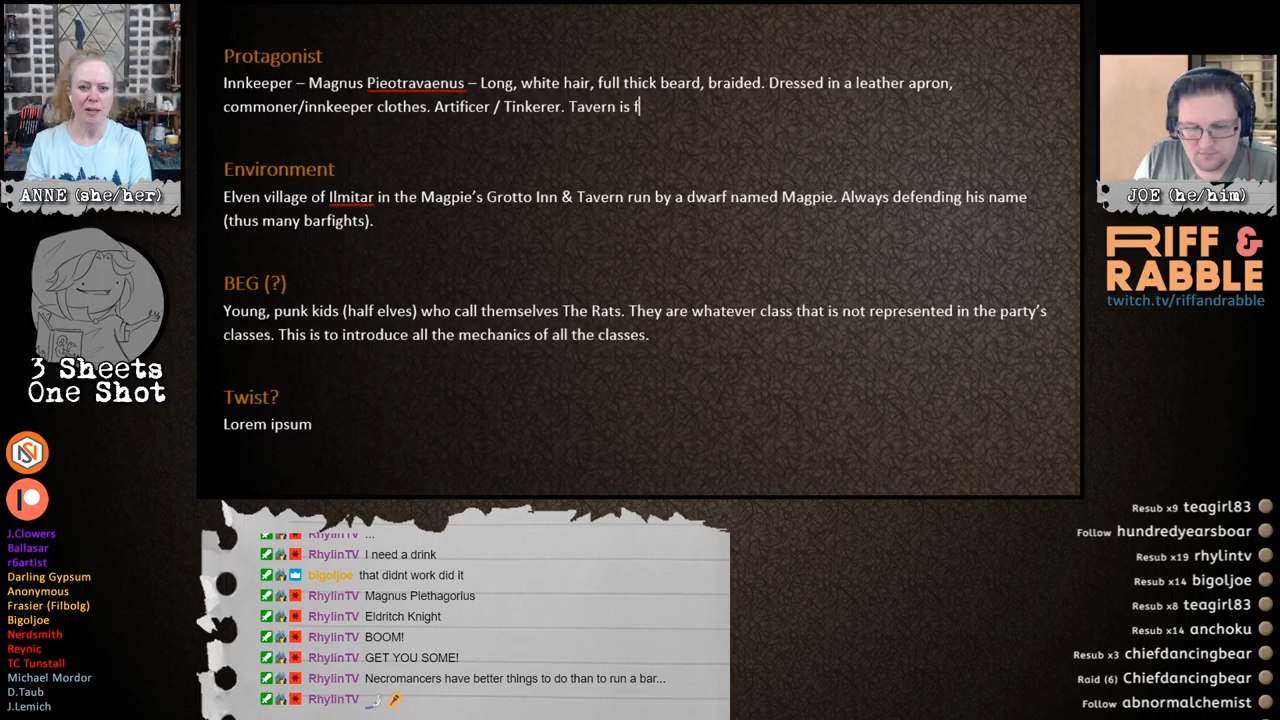 Protagonist
Innkeeper – Magnus Pieotravaenus – Long, white hair, full thick beard, braided. Dressed in a leather apron,
commoner/innkeeper clothes. Artificer / Tinkerer. Tavern is f
Environment
Elven village of Ilmitar in the Magpie's Grotto Inn & Tavern run by a dwarf named Magpie. Always defending his name
(thus many barfights).
BEG (?)
Young, punk kids (half elves) who call themselves The Rats. They are whatever class that is not represented in the party's
classes. This is to introduce all the mechanics of all the classes.
Twist?
Lorem ipsum
ANNE (she/her)
3 Sheets
One Shot
J.Clowers
Ballasar
r6artist
Darling Gypsum
Anonymous
Frasier (Filbolg)
Bigoljoe
Nerdsmith
Reynic
TC Tunstall
Michael Mordor
D.Taub
J.Lemich
RhylinTV ...
RhylinTV I need a drink
bigoljoe that didnt work did it
RhylinTV Magnus Plethagorius
RhylinTV Eldritch Knight
RhylinTV BOOM!
RhylinTV GET YOU SOME!
RhylinTV Necromancers have better things to do than to run a bar...
RhylinTV
JOE (he/him)
RIFF &
RABBLE
twitch.tv/riffandrabble
Resub x9 teagirl83
Follow hundredyearsboar
Resub x19 rhylintv
Resub x14 bigoljoe
Resub x8 teagirl83
Resub x14 anchoku
Resub x3 chiefdancingbear
Raid (6) Chiefdancingbear
Follow abnormalchemist